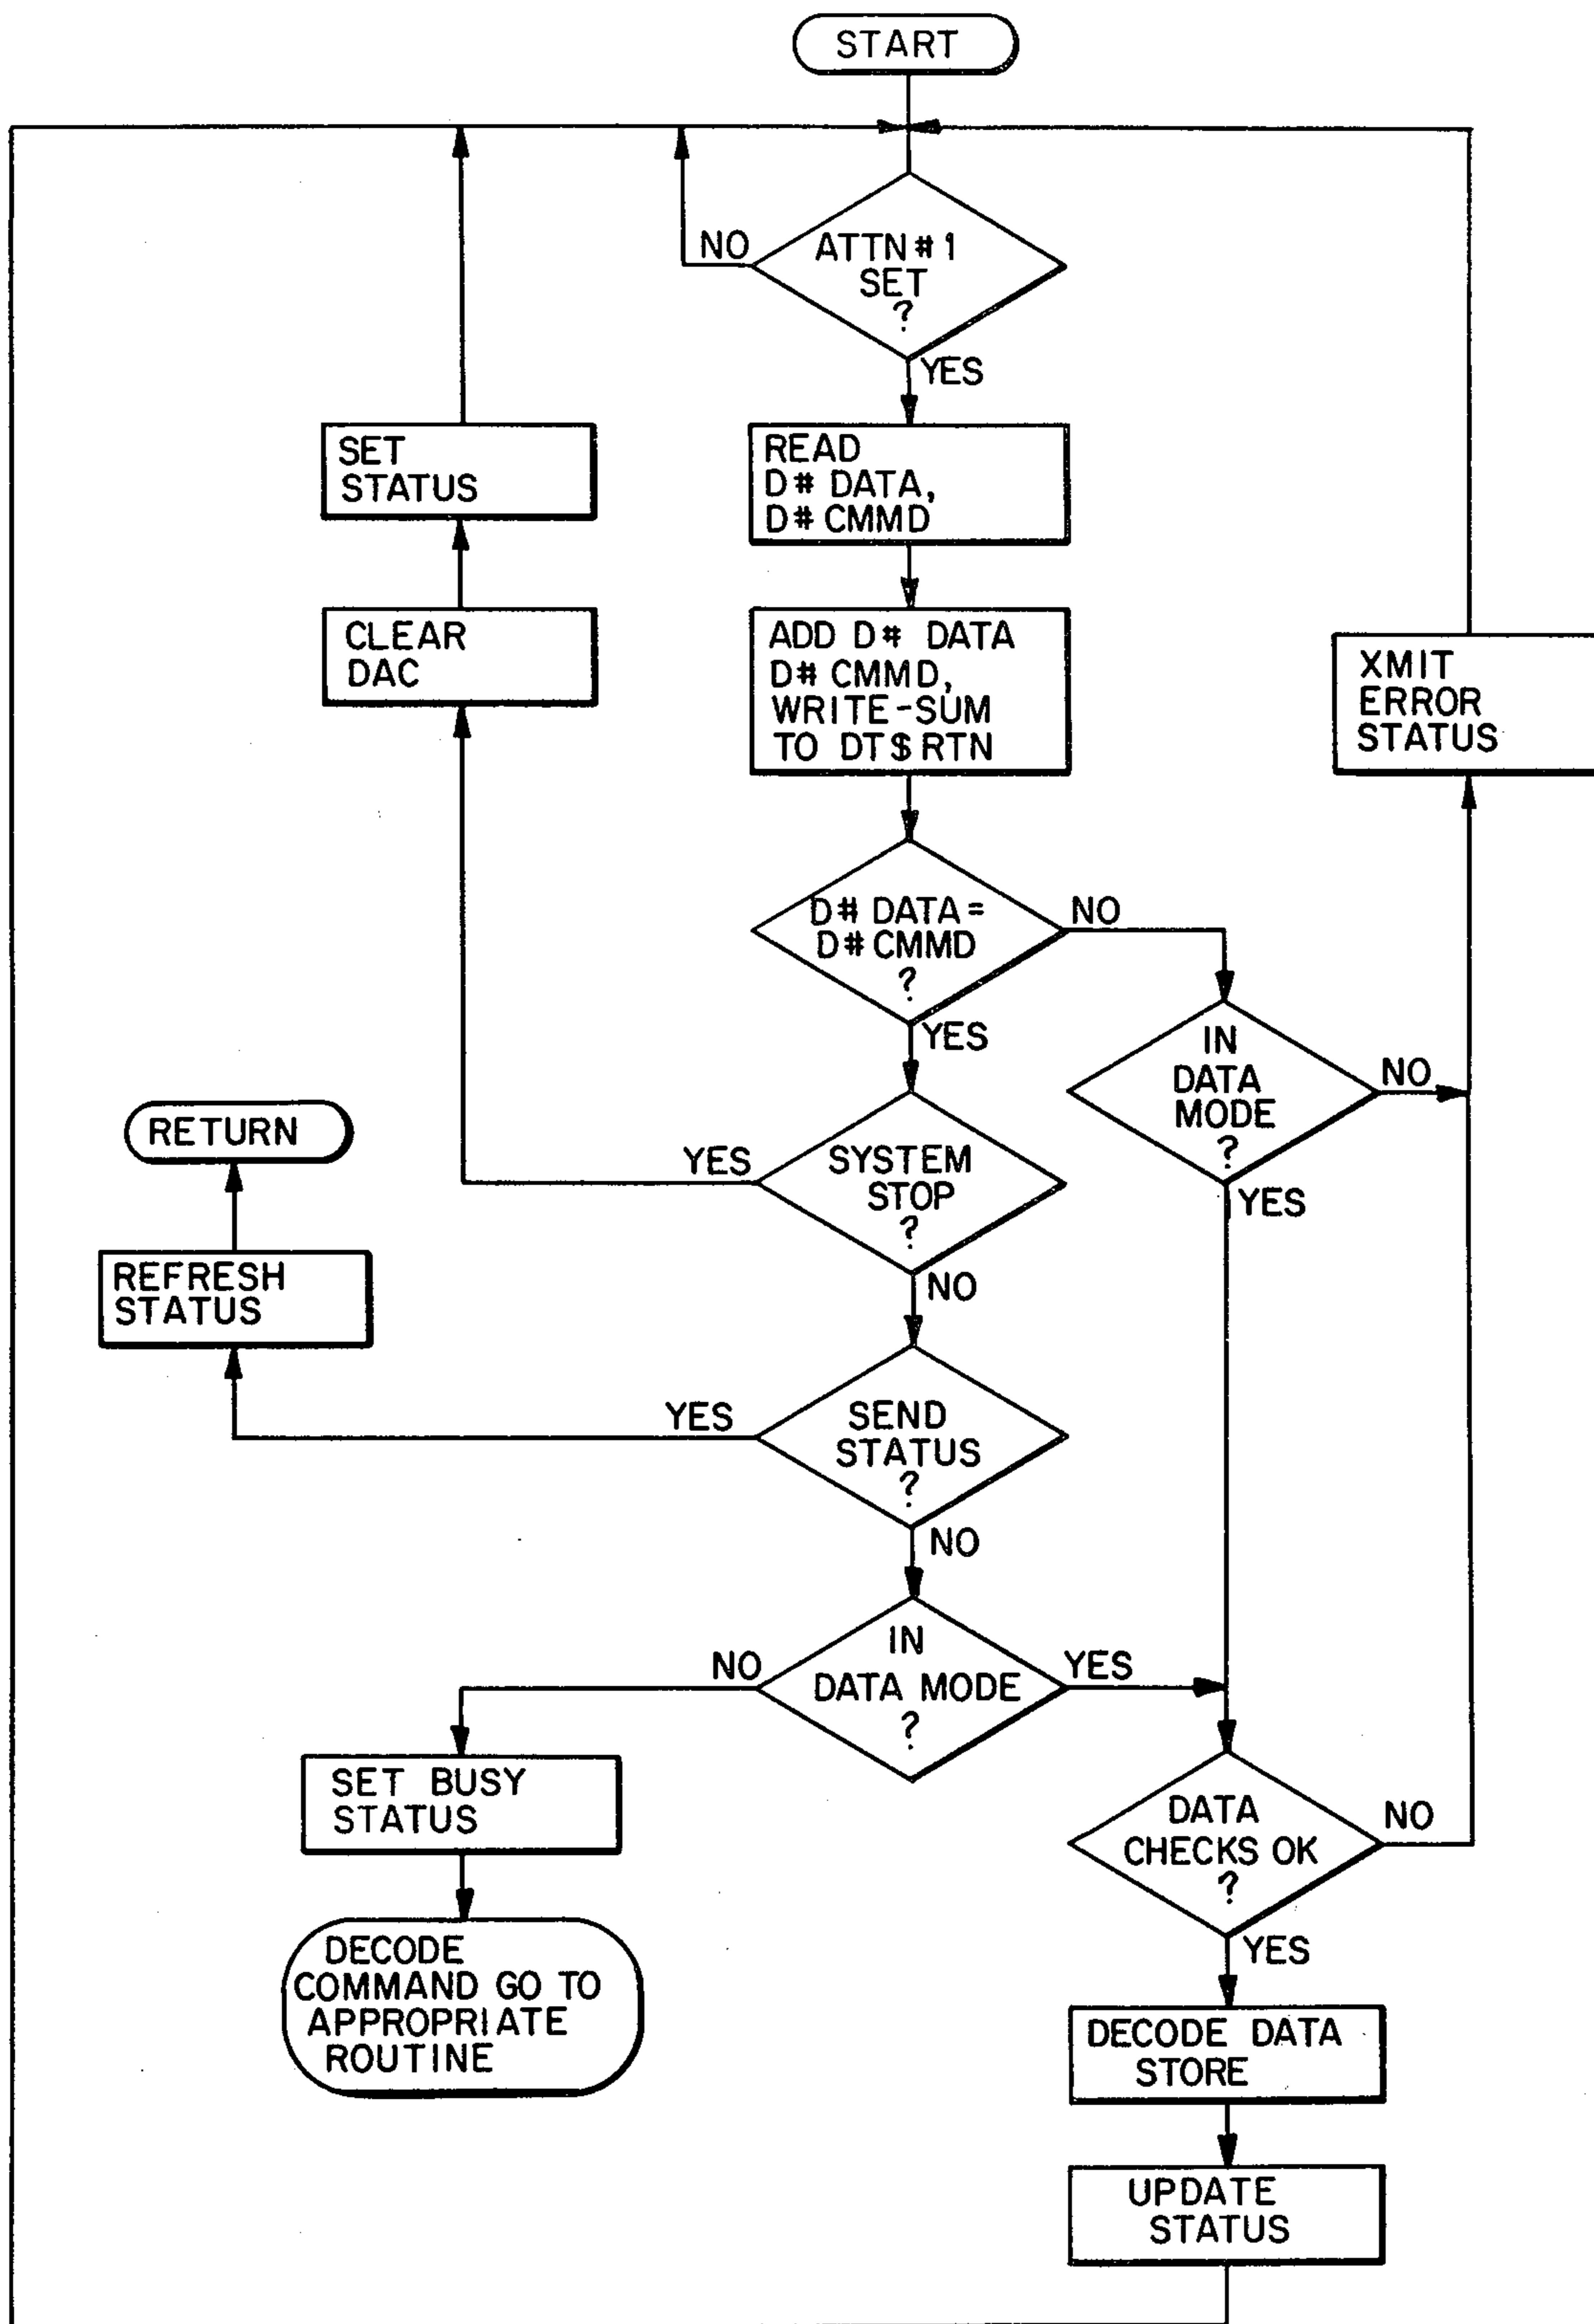 START
NO
ATTN#1
SET
?
YES
SET
STATUS
READ
D# DATA,
D# CMMD
CLEAR
DAC
ADD D# DATA
D# CMMD,
WRITE-SUM
TO DT$RTN
XMIT
ERROR
STATUS
D# DATA=
D# CMMD
?
NO
YES
IN
DATA
MODE
?
NO
YES
RETURN
YES
SYSTEM
STOP
?
NO
REFRESH
STATUS
YES
SEND
STATUS
?
NO
NO
IN
DATA MODE
?
YES
SET BUSY
STATUS
DATA
CHECKS OK
?
NO
YES
DECODE
COMMAND GO TO
APPROPRIATE
ROUTINE
DECODE DATA
STORE
UPDATE
STATUS